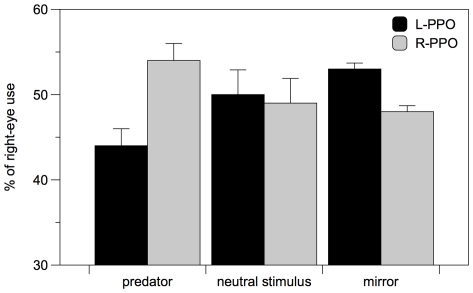 60
L-PPO
R-PPO
50
40
30
% of right-eye use
predator
neutral stimulus
mirror